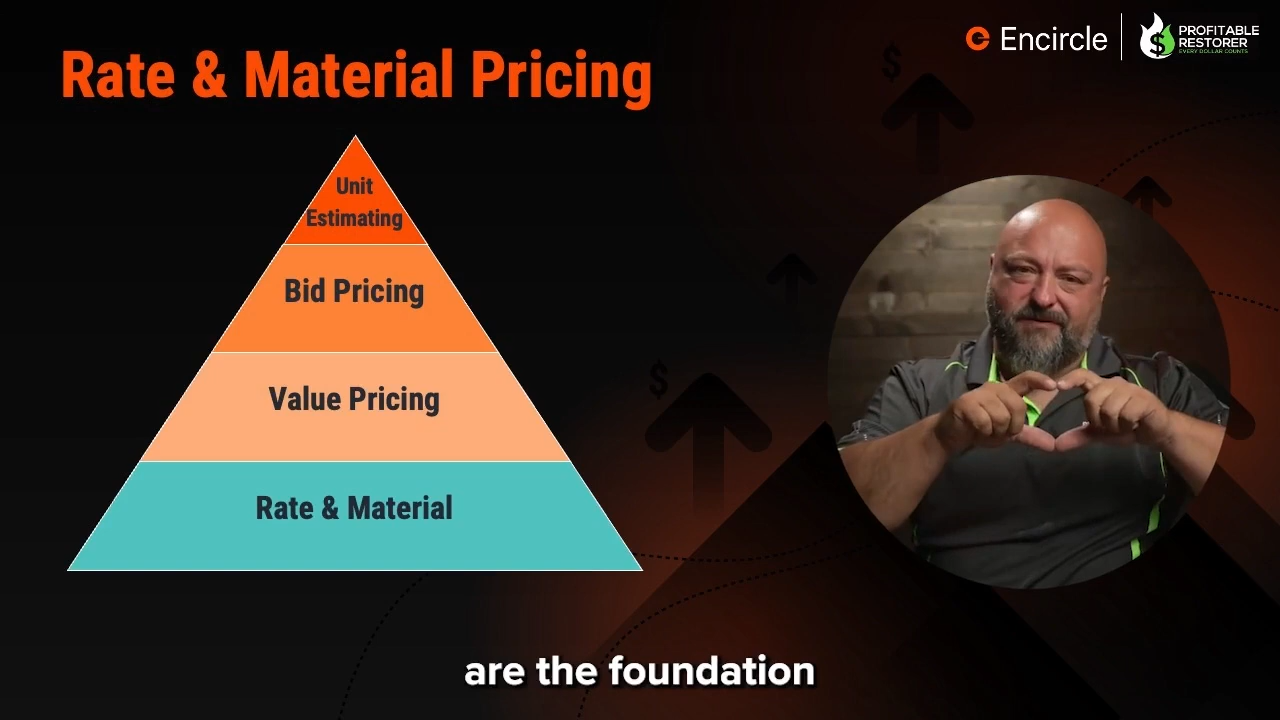 Rate & Material Pricing
Encircle
PROFITABLE
RESTORER
EVERY DOLLAR COUNTS
$
$
$
Unit
Estimating
Bid Pricing
Value Pricing
Rate & Material
are the foundation